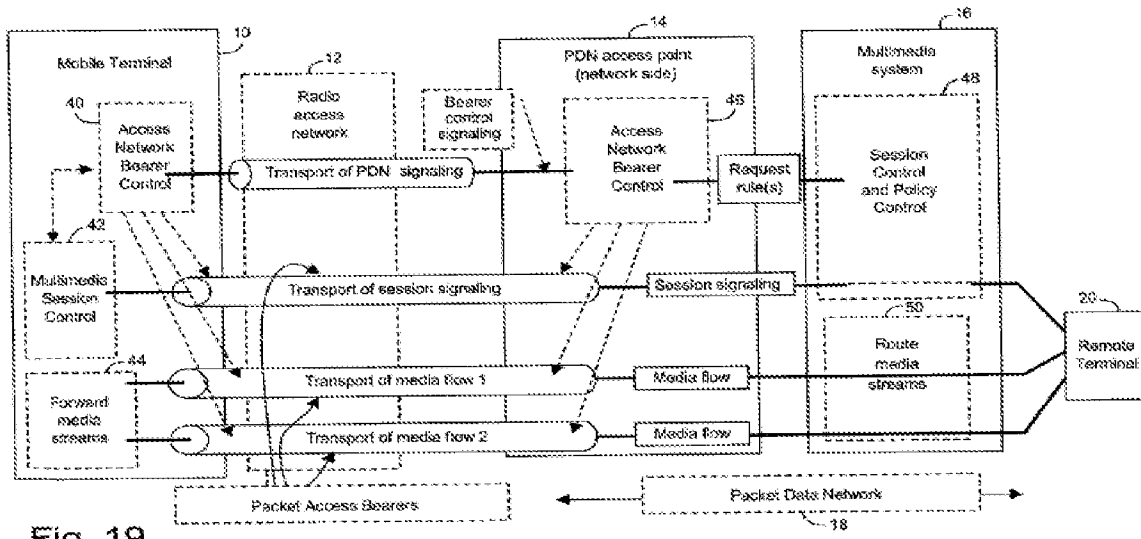 10
12
14
16
Mobile Terminal
PDN access point
(network side)
Multimedia
system
40
Radio
access
network
46
48
Access
Network
Bearer
Control
Bearer
control
signaling
Access
Network
Bearer
Control
Session
Control
and Policy
Control
Transport of PDN signaling
Request
rule(s)
42
Multimedia
Session
Control
Transport of session signaling
Session signaling
50
20
44
Route
media
streams
Remote
Terminal
Forward
media
streams
Transport of media flow 1
Media flow
Transport of media flow 2
Media flow
Packet Access Bearers
Packet Data Network
18
Fig. 19